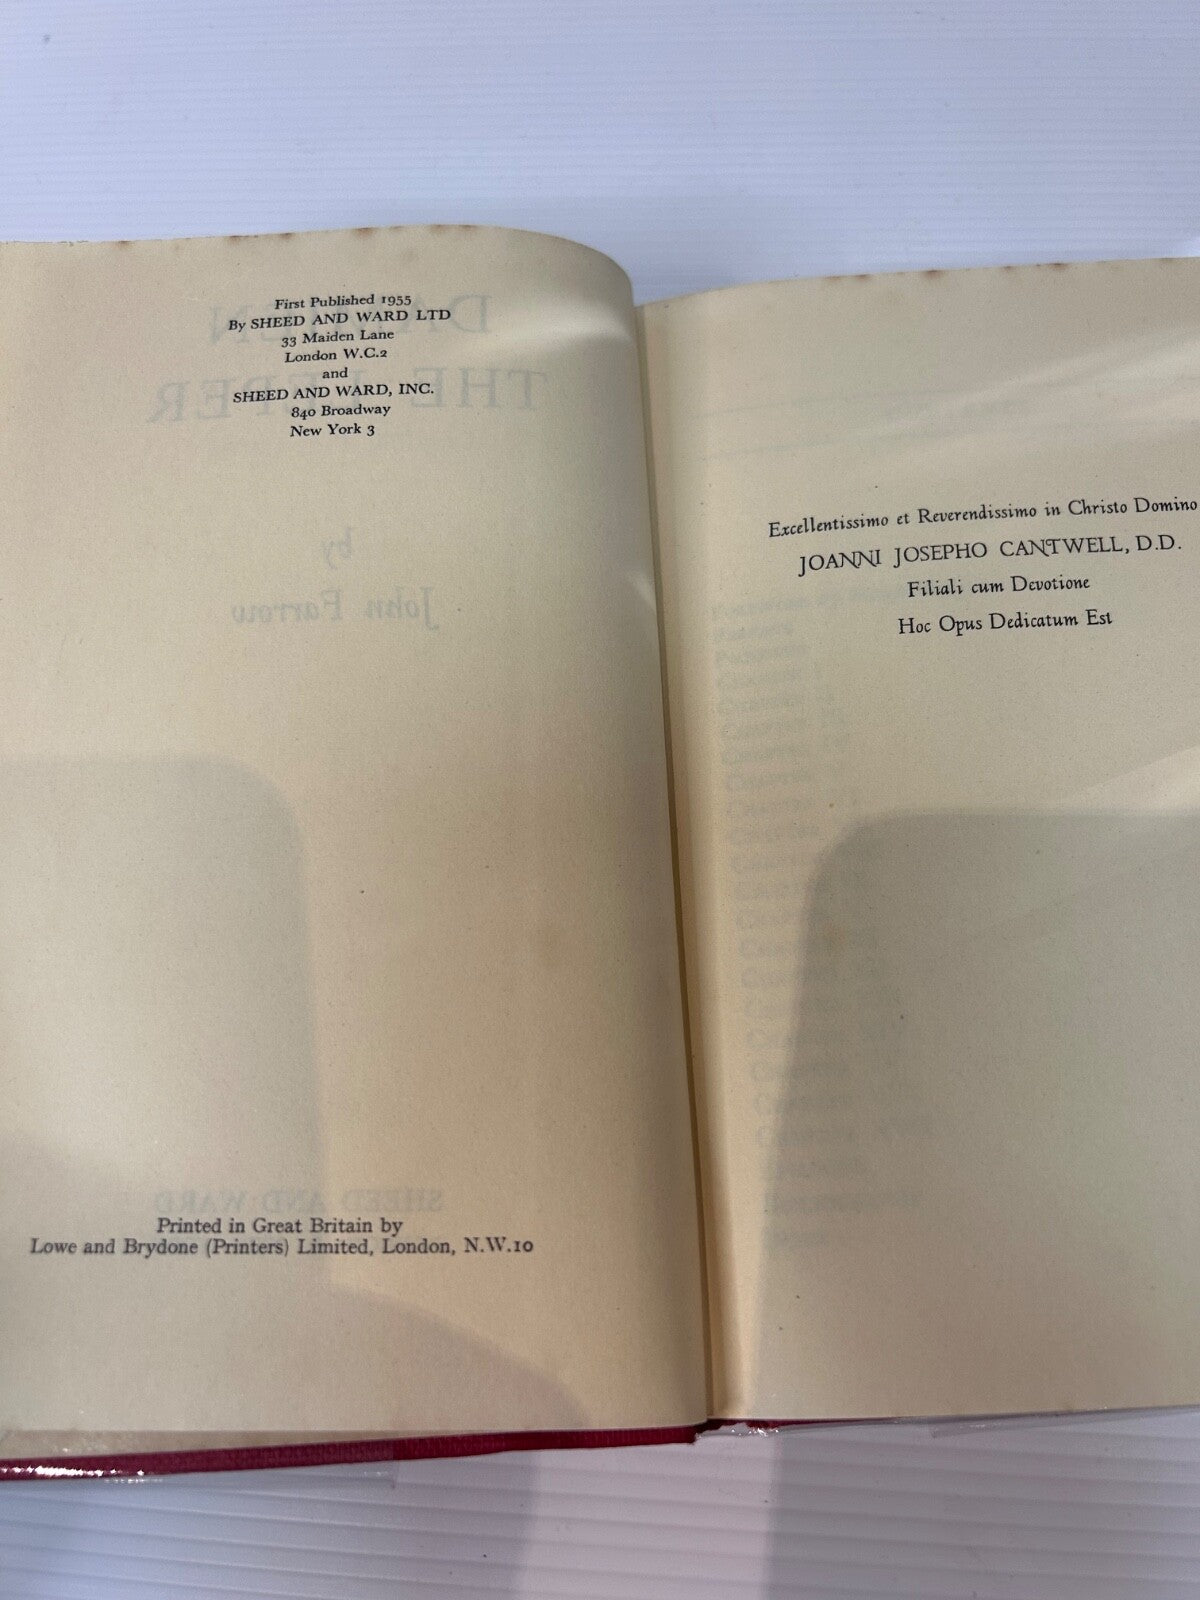 First Published 1955
By SHEED AND WARD LTD
33 Maiden Lane
London W.C.2
and
SHEED AND WARD, INC.
840 Broadway
New York 3
Printed in Great Britain by
Lowe and Brydone (Printers) Limited, London, N.W.10
Excellentissimo et Reverendissimo in Christo Domino
JOANNI JOSEPHO CANTWELL, D.D.
Filiali cum Devotione
Hoc Opus Dedicatum Est